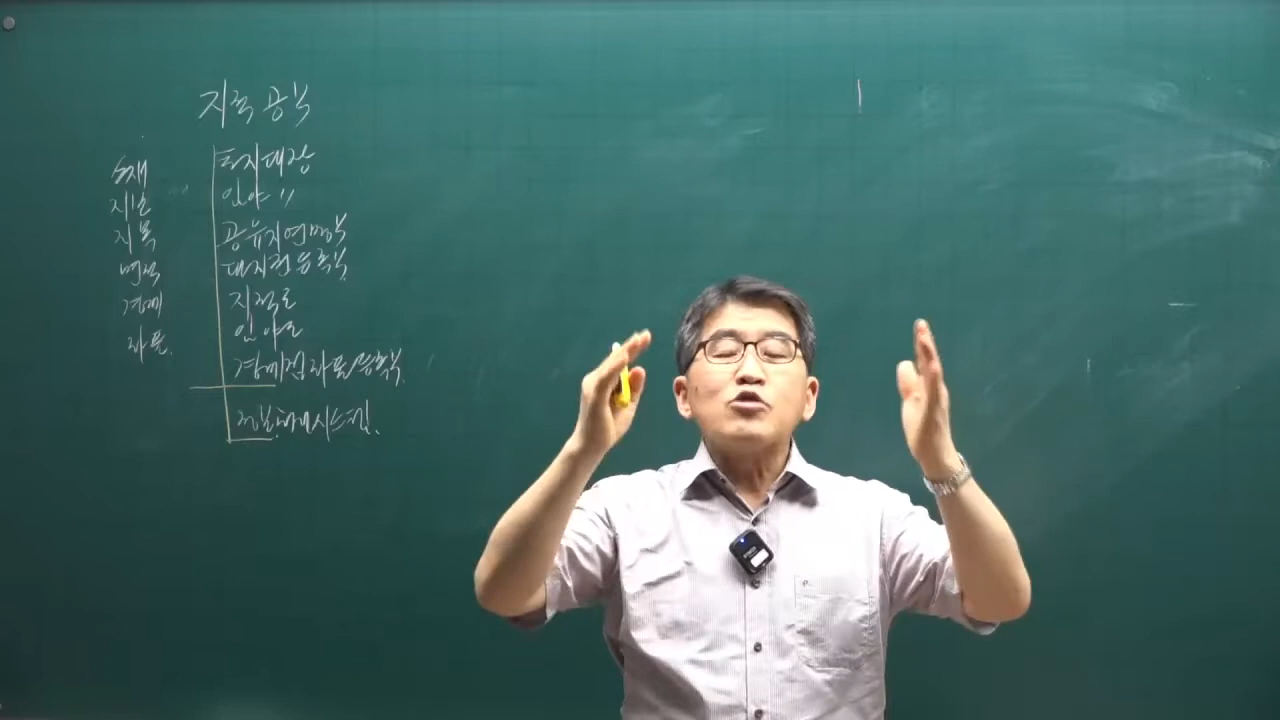 지적공부
소재
지번
지목
면적
경계
좌표.
토지대장
임야 〃
공유지연명부
대지권등록부
지적도
임야도
경계점좌표등록부.
정보처리시스템.